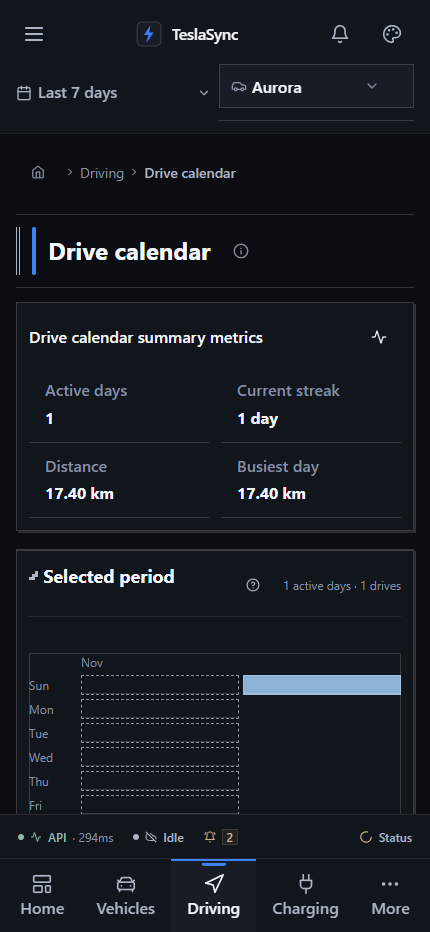 TeslaSync
Last 7 days
Aurora
Driving
Drive calendar
Drive calendar
Drive calendar summary metrics
Active days
Current streak
1
1 day
Distance
Busiest day
17.40 km
17.40 km
Selected period
1 active days · 1 drives
Nov
Sun
Mon
Tue
Wed
Thu
Fri
API · 294ms
Idle
2
Status
Home
Vehicles
Driving
Charging
More